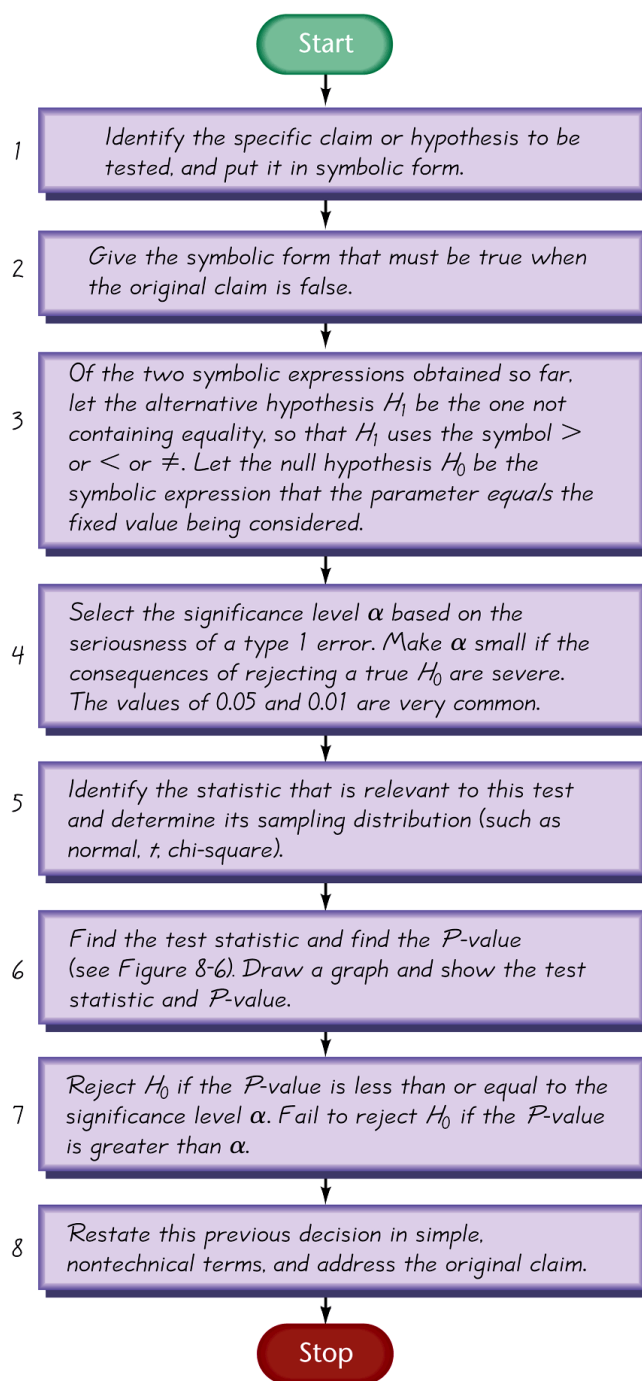 Start
1
Identify the specific claim or hypothesis to be
tested, and put it in symbolic form.
2
Give the symbolic form that must be true when
the original claim is false.
3
Of the two symbolic expressions obtained so far,
let the alternative hypothesis H₁ be the one not
containing equality, so that H₁ uses the symbol >
or < or ≠. Let the null hypothesis H₀ be the
symbolic expression that the parameter equals the
fixed value being considered.
4
Select the significance level α based on the
seriousness of a type 1 error. Make α small if the
consequences of rejecting a true H₀ are severe.
The values of 0.05 and 0.01 are very common.
5
Identify the statistic that is relevant to this test
and determine its sampling distribution (such as
normal, t, chi-square).
6
Find the test statistic and find the P-value
(see Figure 8-6). Draw a graph and show the test
statistic and P-value.
7
Reject H₀ if the P-value is less than or equal to the
significance level α. Fail to reject H₀ if the P-value
is greater than α.
8
Restate this previous decision in simple,
nontechnical terms, and address the original claim.
Stop